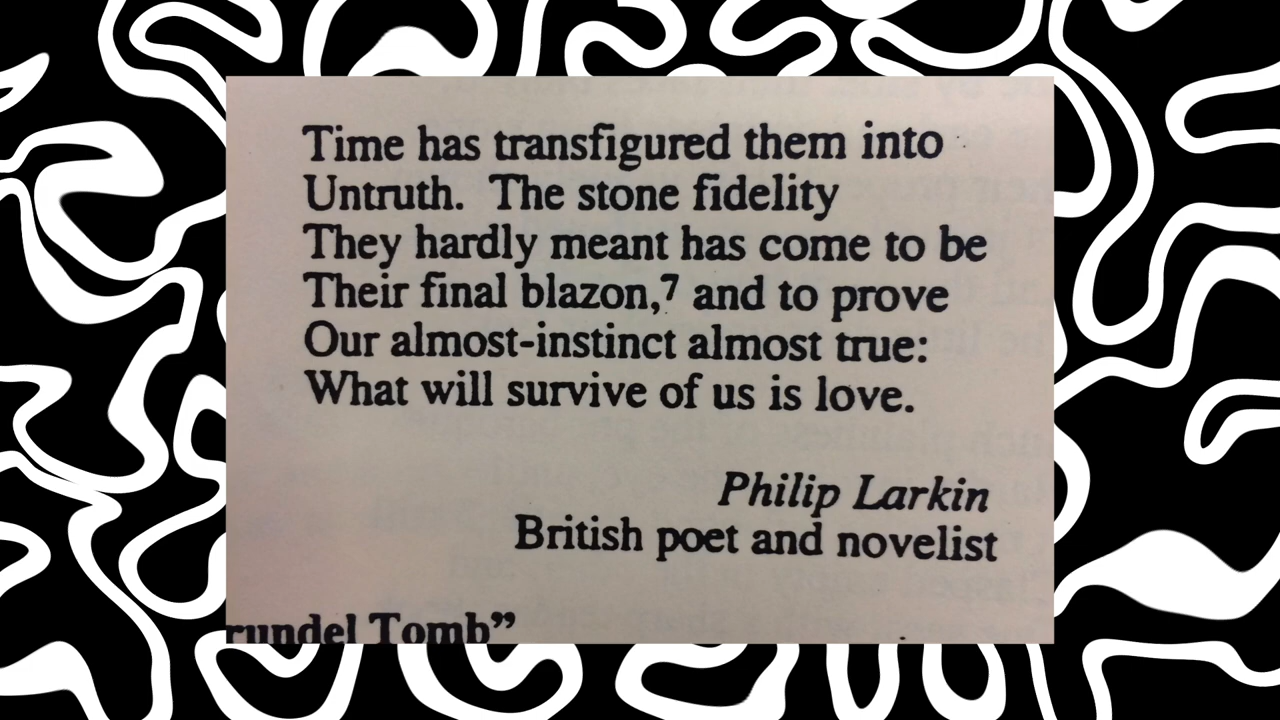 Time has transfigured them into
Untruth. The stone fidelity
They hardly meant has come to be
Their final blazon,⁷ and to prove
Our almost-instinct almost true:
What will survive of us is love.
Philip Larkin
British poet and novelist
rundel Tomb”